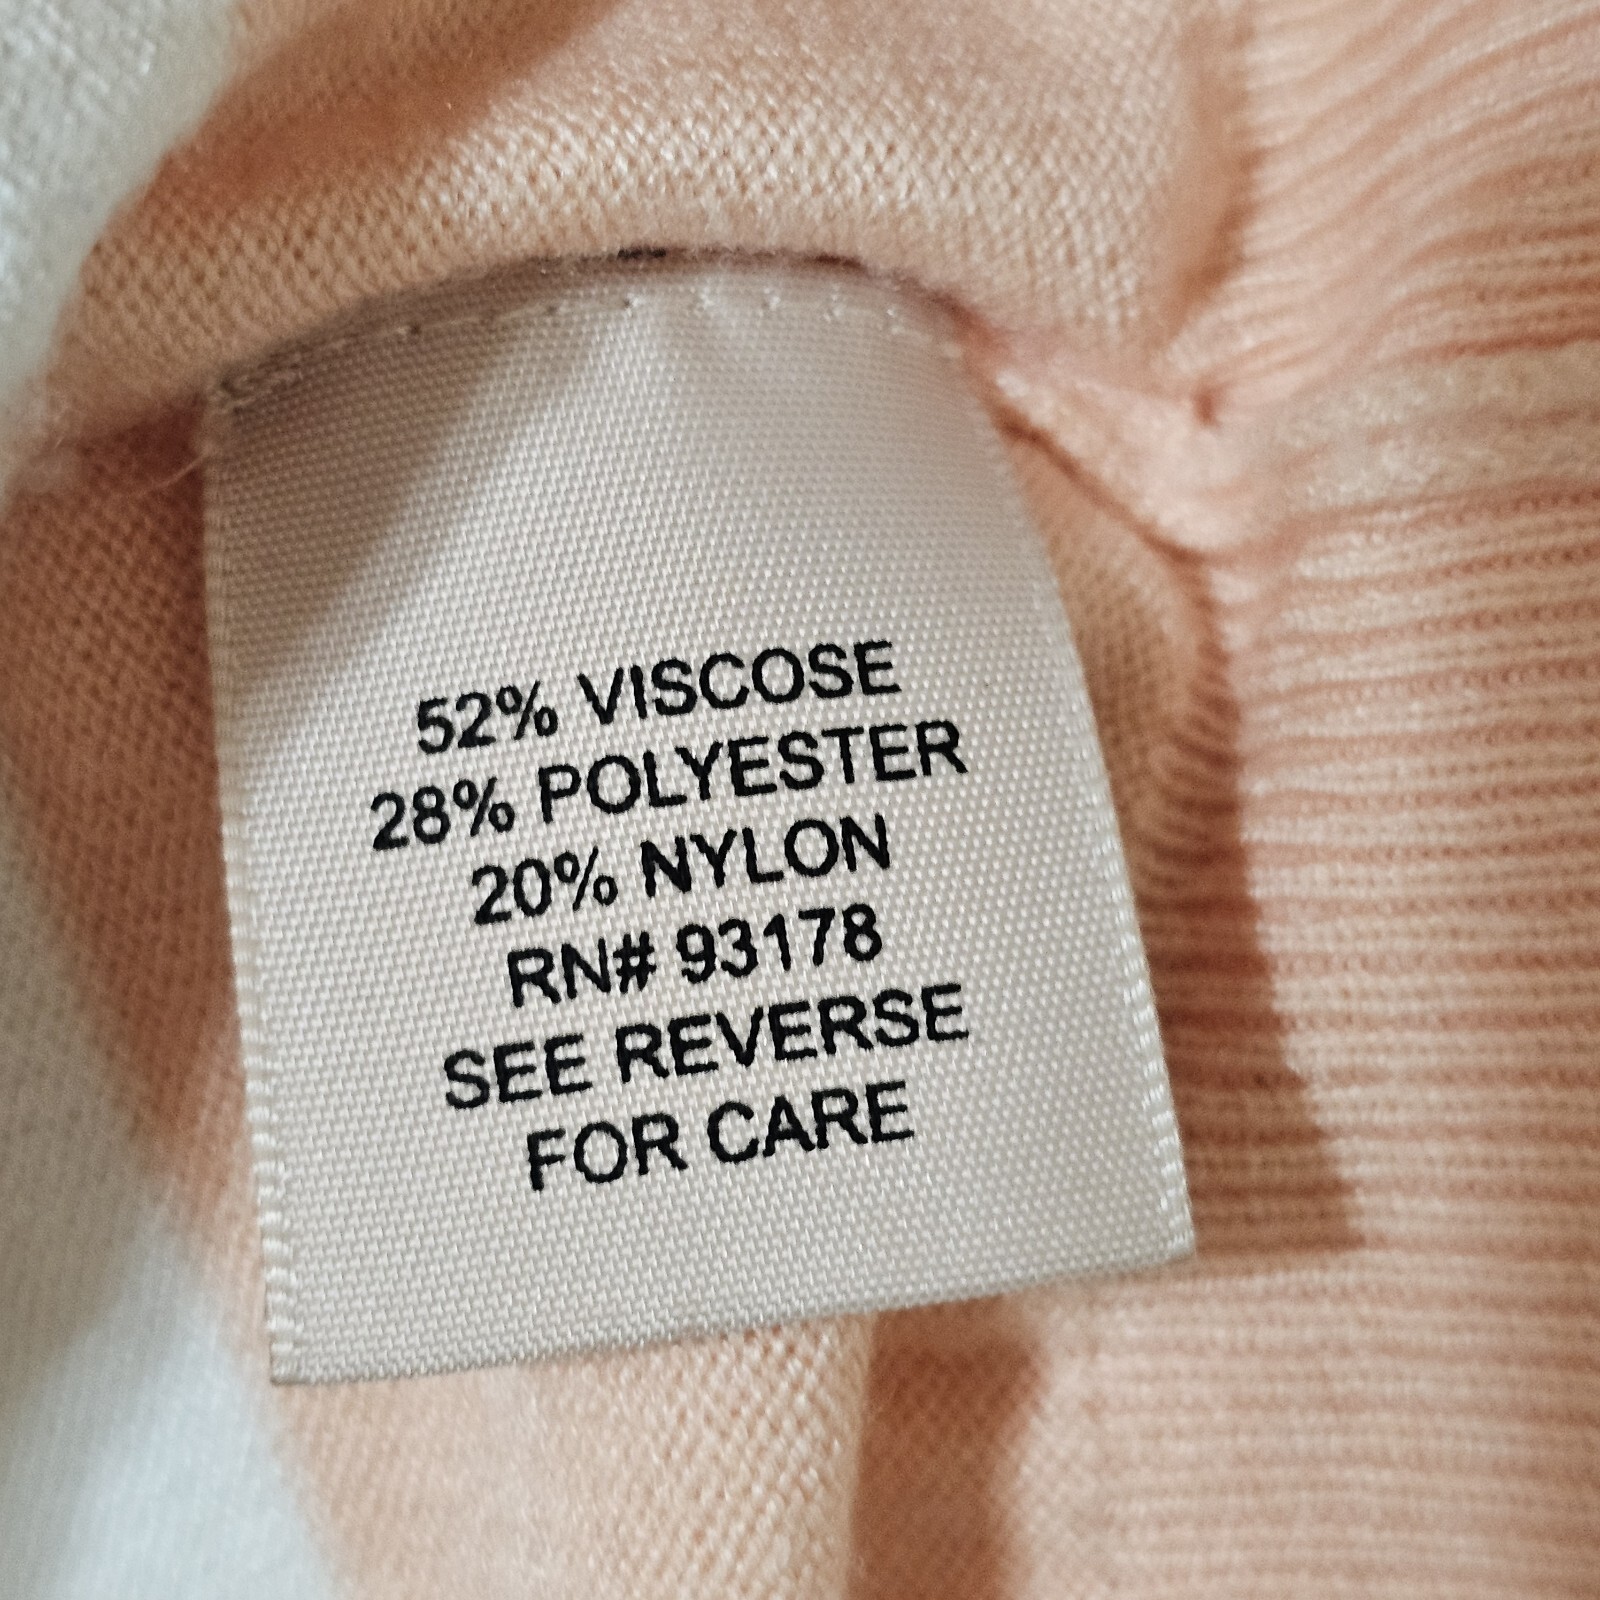 52% VISCOSE
28% POLYESTER
20% NYLON
RN# 93178
SEE REVERSE
FOR CARE